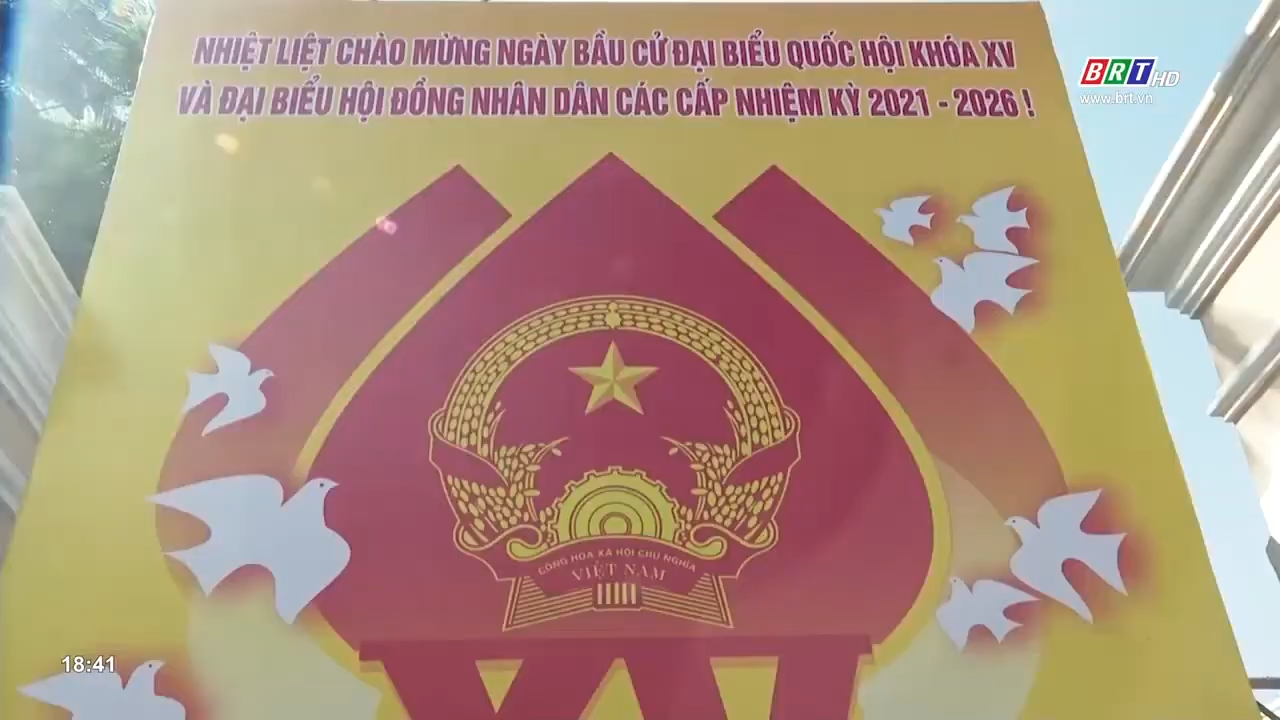 NHIỆT LIỆT CHÀO MỪNG NGÀY BẦU CỬ ĐẠI BIỂU QUỐC HỘI KHÓA XV
VÀ ĐẠI BIỂU HỘI ĐỒNG NHÂN DÂN CÁC CẤP NHIỆM KỲ 2021 - 2026 !
BRT HD
www.brt.vn
CỘNG HÒA XÃ HỘI CHỦ NGHĨA
VIỆT NAM
18:41